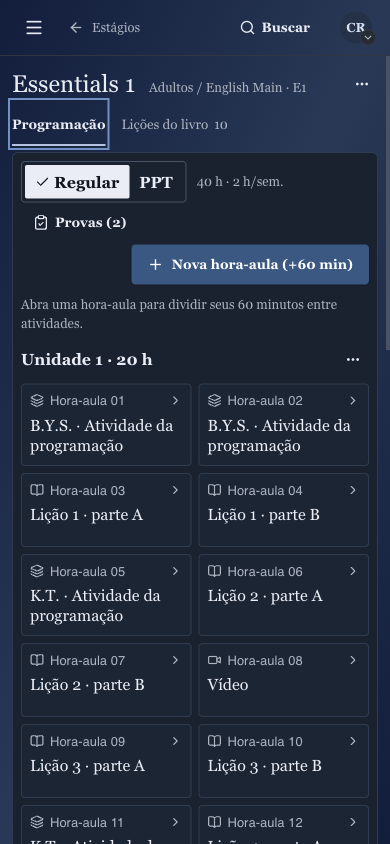 Estágios
Buscar
CR
Essentials 1
Adultos / English Main · E1
Programação
Lições do livro 10
Regular
PPT
40 h · 2 h/sem.
Provas (2)
Nova hora-aula (+60 min)
Abra uma hora-aula para dividir seus 60 minutos entre
atividades.
Unidade 1 · 20 h
Hora-aula 01
B.Y.S. · Atividade da
programação
Hora-aula 02
B.Y.S. · Atividade da
programação
Hora-aula 03
Lição 1 · parte A
Hora-aula 04
Lição 1 · parte B
Hora-aula 05
K.T. · Atividade da
programação
Hora-aula 06
Lição 2 · parte A
Hora-aula 07
Lição 2 · parte B
Hora-aula 08
Vídeo
Hora-aula 09
Lição 3 · parte A
Hora-aula 10
Lição 3 · parte B
Hora-aula 11
Hora-aula 12